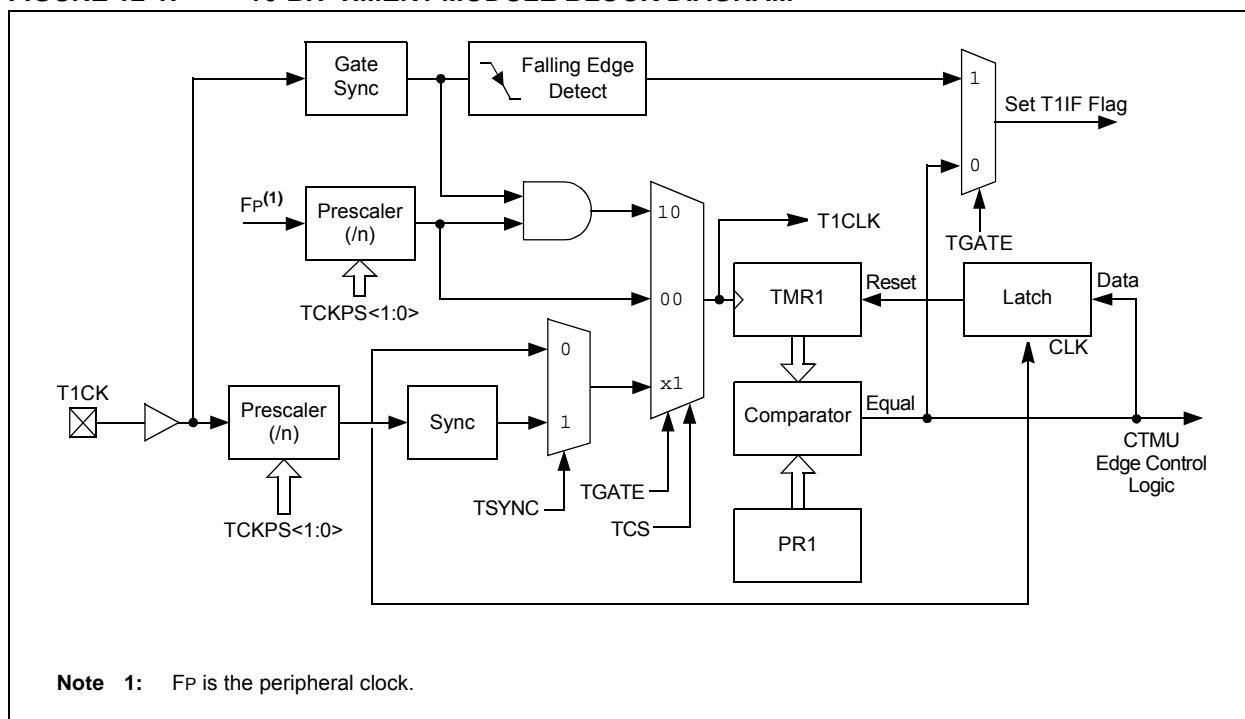 Gate
Sync
Falling Edge
Detect
1
Set T1IF Flag
0
TGATE
FP(1)
Prescaler
(/n)
TCKPS<1:0>
10
00
x1
T1CLK
TMR1
Reset
Latch
Data
CLK
T1CK
Prescaler
(/n)
TCKPS<1:0>
Sync
0
1
TSYNC
TGATE
TCS
Comparator
Equal
PR1
CTMU
Edge Control
Logic
Note 1: FP is the peripheral clock.